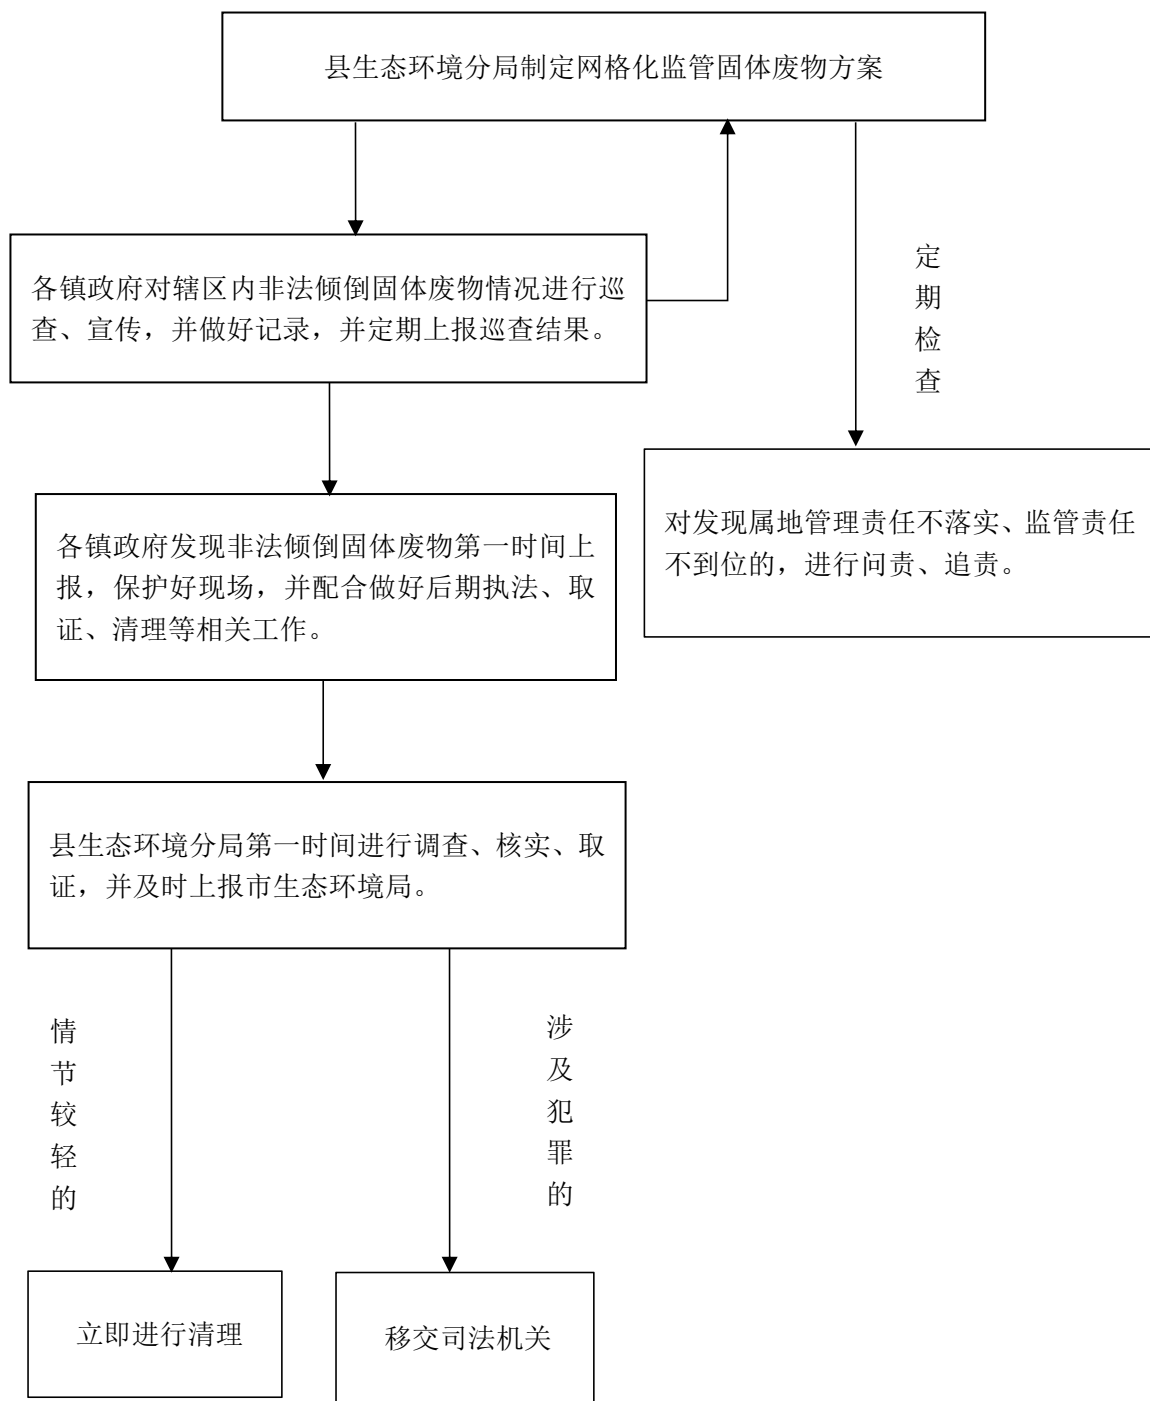 县生态环境分局制定网格化监管固体废物方案
各镇政府对辖区内非法倾倒固体废物情况进行巡
查、宣传，并做好记录，并定期上报巡查结果。
定期检查
各镇政府发现非法倾倒固体废物第一时间上
报，保护好现场，并配合做好后期执法、取
证、清理等相关工作。
对发现属地管理责任不落实、监管责任
不到位的，进行问责、追责。
县生态环境分局第一时间进行调查、核实、取
证，并及时上报市生态环境局。
情节较轻的
涉及犯罪的
立即进行清理
移交司法机关